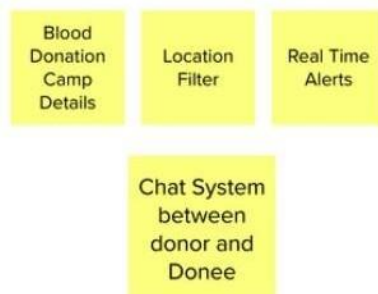 Blood
Donation
Camp
Details
Location
Filter
Real Time
Alerts
Chat System
between
donor and
Donee